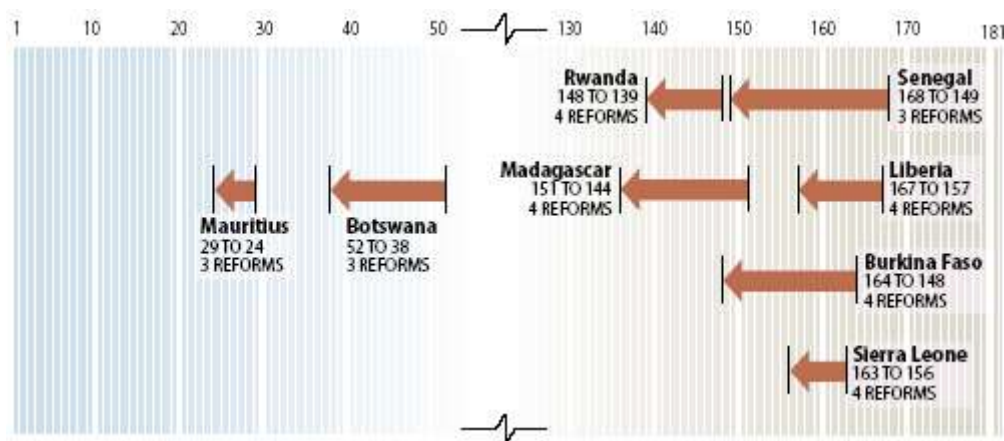 1 10 20 30 40 50 130 140 150 160 170 181
Rwanda
148 TO 139
4 REFORMS
Senegal
168 TO 149
3 REFORMS
Madagascar
151 TO 144
4 REFORMS
Liberia
167 TO 157
4 REFORMS
Mauritius
29 TO 24
3 REFORMS
Botswana
52 TO 38
3 REFORMS
Burkina Faso
164 TO 148
4 REFORMS
Sierra Leone
163 TO 156
4 REFORMS